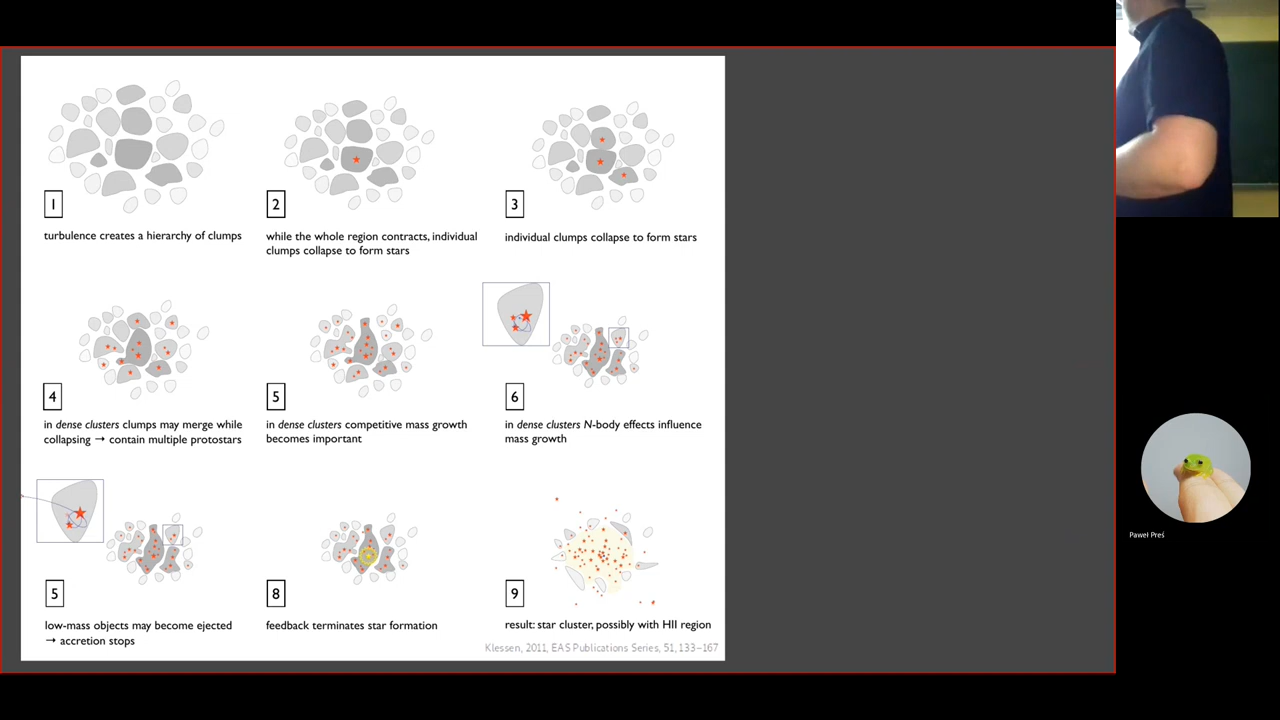 1
turbulence creates a hierarchy of clumps
2
while the whole region contracts, individual
clumps collapse to form stars
3
individual clumps collapse to form stars
4
in dense clusters clumps may merge while
collapsing → contain multiple protostars
5
in dense clusters competitive mass growth
becomes important
6
in dense clusters N-body effects influence
mass growth
5
low-mass objects may become ejected
→ accretion stops
8
feedback terminates star formation
9
result: star cluster, possibly with HII region
Klessen, 2011, EAS Publications Series, 51, 133–167
Paweł Preś